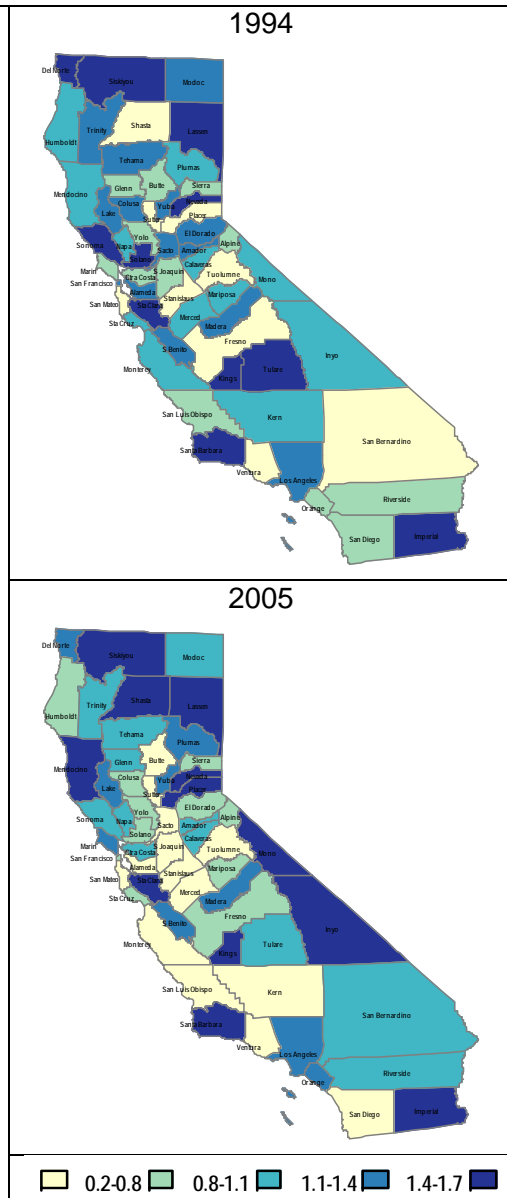 1994
Del Norte
Siskiyou
Modoc
Trinity
Shasta
Lassen
Humboldt
Tehama
Plumas
Mendocino
Glenn
Butte
Sierra
Colusa
Yuba
Nevada
Lake
Sutter
Placer
Yolo
El Dorado
Sonoma
Napa
Sacto
Amador
Alpine
Solano
Calaveras
Marin
Ctra Costa
S Joaquin
Tuolumne
Mono
San Francisco
Alameda
Stanislaus
Mariposa
San Mateo
Sta Clara
Merced
Sta Cruz
Madera
S Benito
Fresno
Inyo
Monterey
Kings
Tulare
San Luis Obispo
Kern
San Bernardino
Santa Barbara
Ventura
Los Angeles
Orange
Riverside
San Diego
Imperial
2005
Del Norte
Siskiyou
Modoc
Trinity
Shasta
Lassen
Humboldt
Tehama
Plumas
Mendocino
Glenn
Butte
Sierra
Colusa
Yuba
Nevada
Lake
Sutter
Placer
Yolo
El Dorado
Sonoma
Napa
Sacto
Amador
Alpine
Solano
Calaveras
Marin
Ctra Costa
S Joaquin
Tuolumne
Mono
San Francisco
Alameda
Stanislaus
Mariposa
San Mateo
Sta Clara
Merced
Sta Cruz
Madera
S Benito
Fresno
Inyo
Monterey
Kings
Tulare
San Luis Obispo
Kern
San Bernardino
Santa Barbara
Ventura
Los Angeles
Orange
Riverside
San Diego
Imperial
0.2-0.8 0.8-1.1 1.1-1.4 1.4-1.7